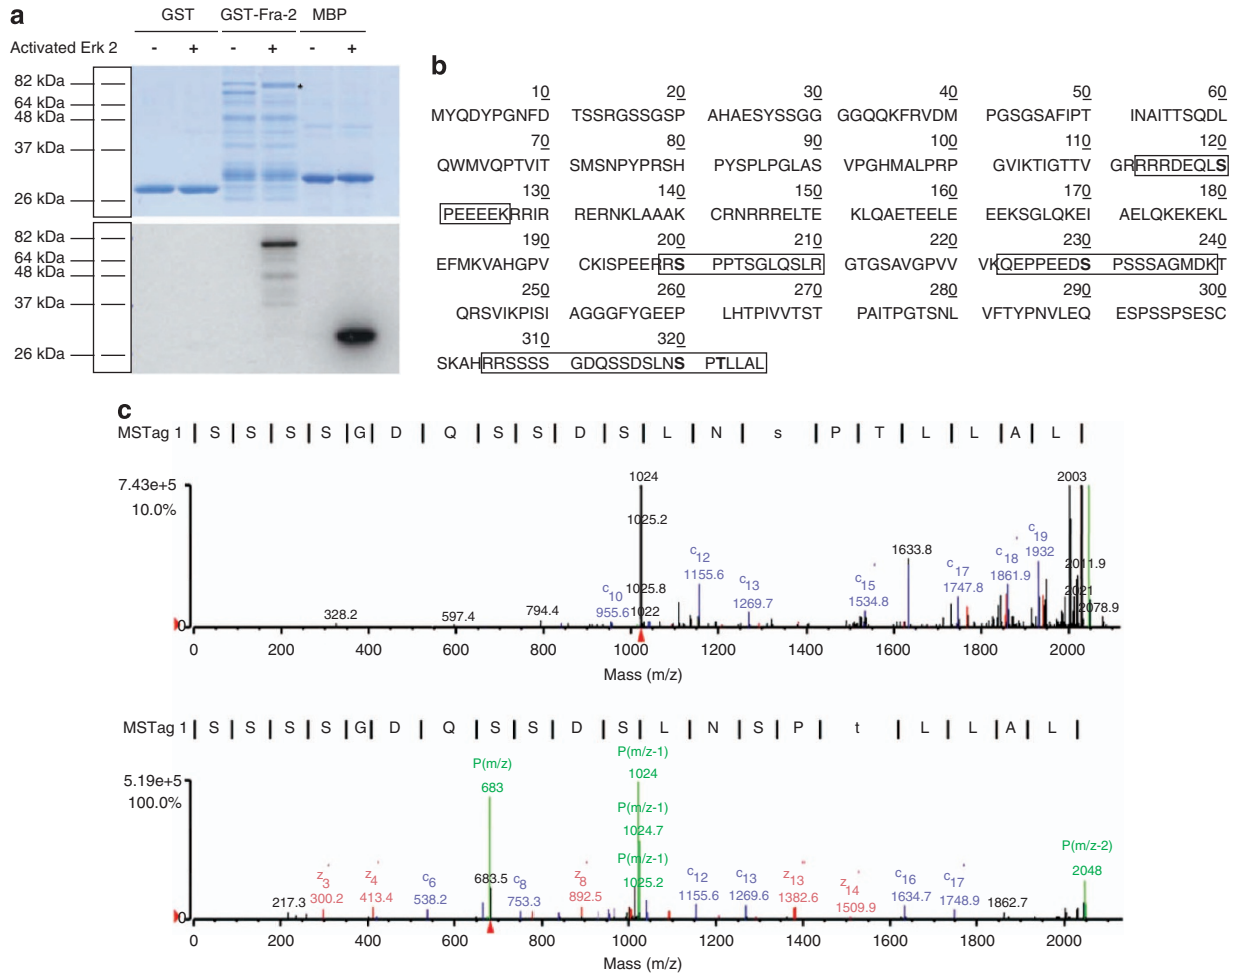 a
GST GST-Fra-2 MBP
Activated Erk 2 - + - + - +
82 kDa
64 kDa
48 kDa
37 kDa
26 kDa
*
82 kDa
64 kDa
48 kDa
37 kDa
26 kDa
b
10 20 30 40 50 60
MYQDYPGNFD TSSRGSSGSP AHAESYSSGG GGQQKFRVDM PGSGSAFIPT INAITTSQDL
70 80 90 100 110 120
QWMVQPTVIT SMSNPYPRSH PYSPLPGLAS VPGHMALPRP GVIKTIGTTV GRRRRDEQLS
130 140 150 160 170 180
PEEEEKRRIR RERNKLAAAK CRNRRRELTE KLQAETEELE EEKSGLQKEI AELQKEKEKL
190 200 210 220 230 240
EFMKVAHGPV CKISPEERRS PPTSGLQSLR GTGSAVGPVV VKQEPPEEDS PSSSAGMDKT
250 260 270 280 290 300
QRSVIKPISI AGGGFYGEEP LHTPIVVTST PAITPGTSNL VFTYPNVLEQ ESPSSPSESC
310 320
SKAHRRSSSS GDQSSDSLNS PTLLAL
c
MSTag 1 S S S S G D Q S S D S L N s P T L L A L
7.43e+5
10.0%
0
328.2
597.4
794.4
c10
955.6
1024
1025.2
1025.8
1022
c12
1155.6
c13
1269.7
c15
1534.8
1633.8
c17
1747.8
c18
1861.9
c19
1932
2003
2011.9
2021
2078.9
0 200 400 600 800 1000 1200 1400 1600 1800 2000
Mass (m/z)
MSTag 1 S S S S G D Q S S D S L N S P t L L A L
5.19e+5
100.0%
0
217.3
z3
300.2
z4
413.4
c6
538.2
P(m/z)
683
683.5
c8
753.3
z8
892.5
P(m/z-1)
1024
P(m/z-1)
1024.7
P(m/z-1)
1025.2
c12
1155.6
c13
1269.6
z13
1382.6
z14
1509.9
c16
1634.7
c17
1748.9
1862.7
P(m/z-2)
2048
0 200 400 600 800 1000 1200 1400 1600 1800 2000
Mass (m/z)